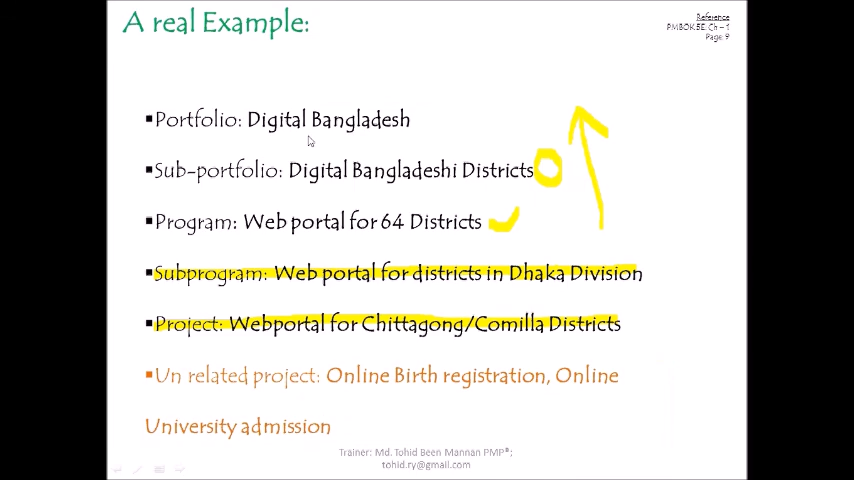 A real Example:
Reference
PMBOK 5E, Ch – 1
Page: 9
▪Portfolio: Digital Bangladesh
▪Sub-portfolio: Digital Bangladeshi Districts
▪Program: Web portal for 64 Districts
▪Subprogram: Web portal for districts in Dhaka Division
▪Project: Webportal for Chittagong/Comilla Districts
▪Un related project: Online Birth registration, Online
University admission
Trainer: Md. Tohid Been Mannan PMP®;
tohid.ry@gmail.com